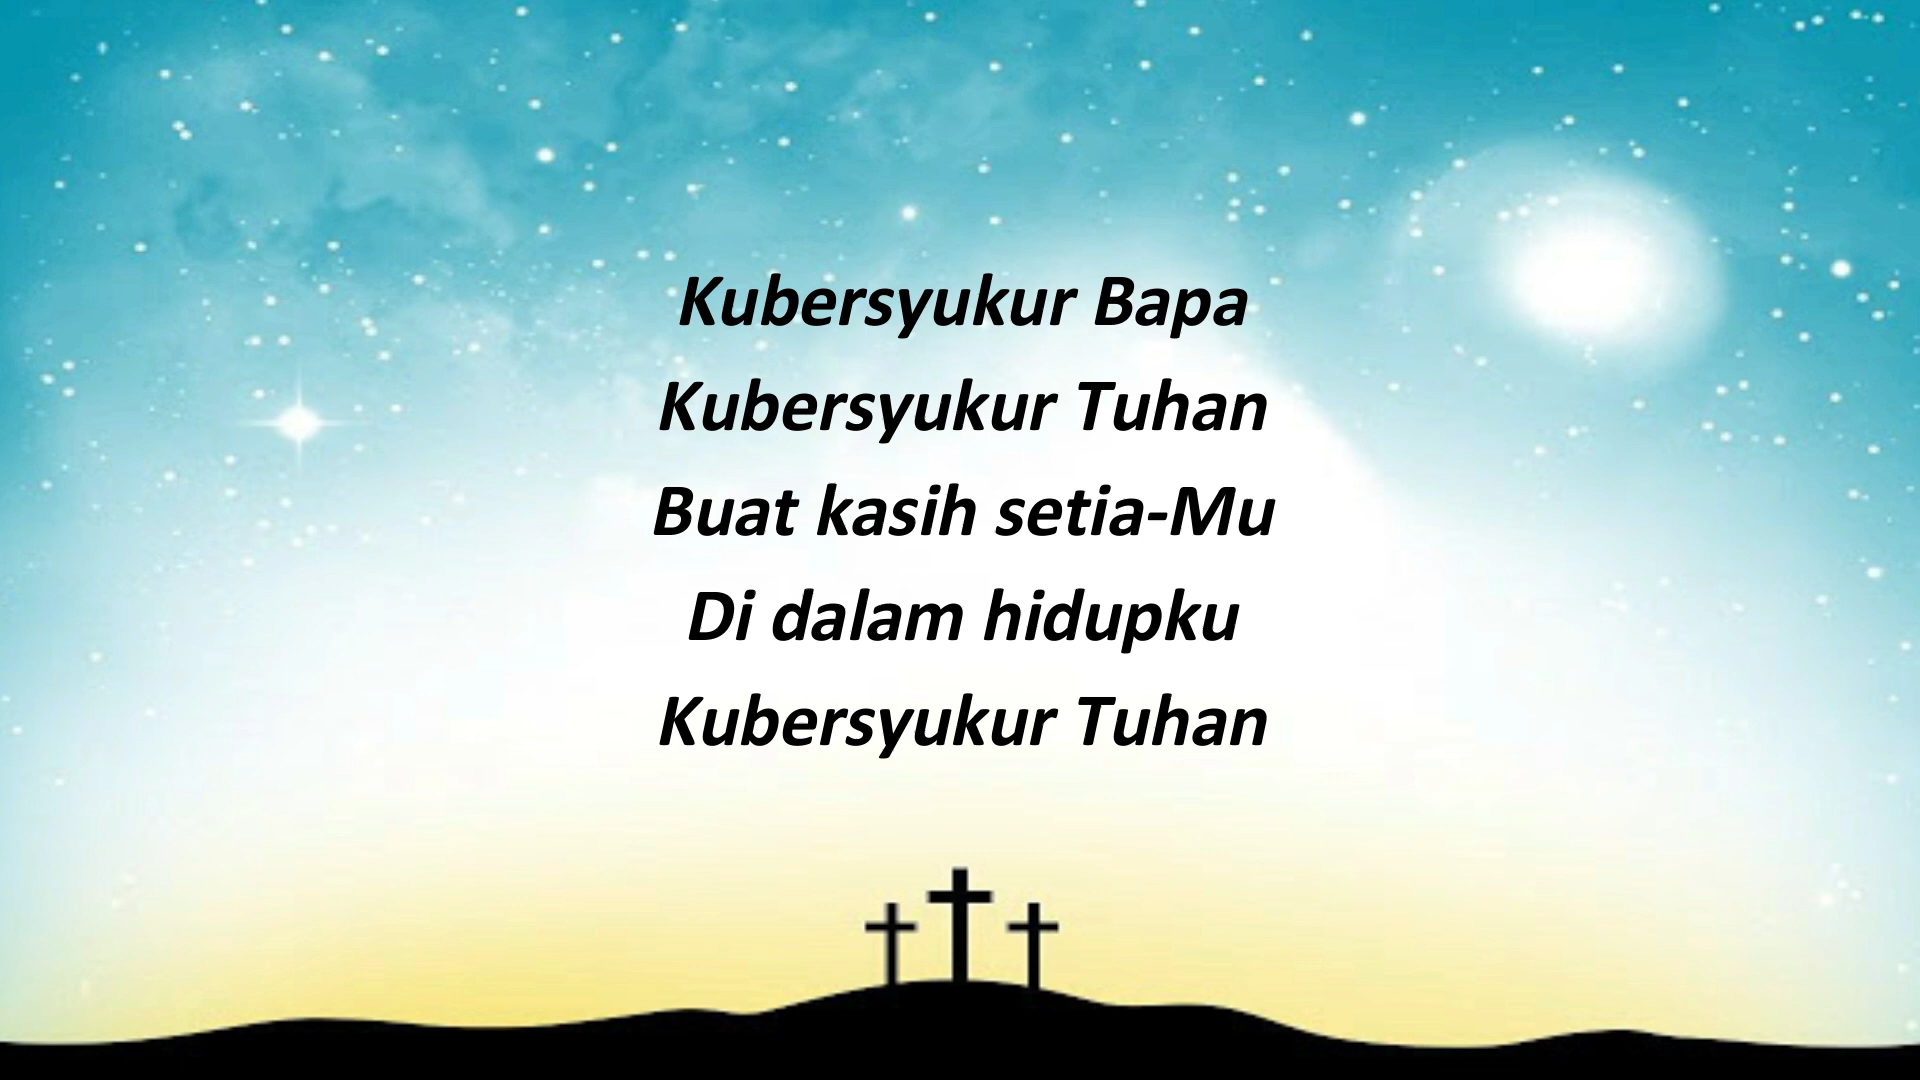 Kubersyukur Bapa
Kubersyukur Tuhan
Buat kasih setia-Mu
Di dalam hidupku
Kubersyukur Tuhan